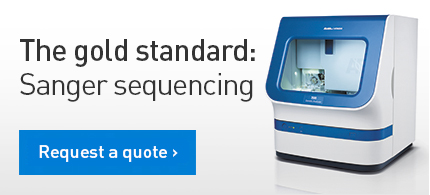 The gold standard:
Sanger sequencing
Request a quote ›